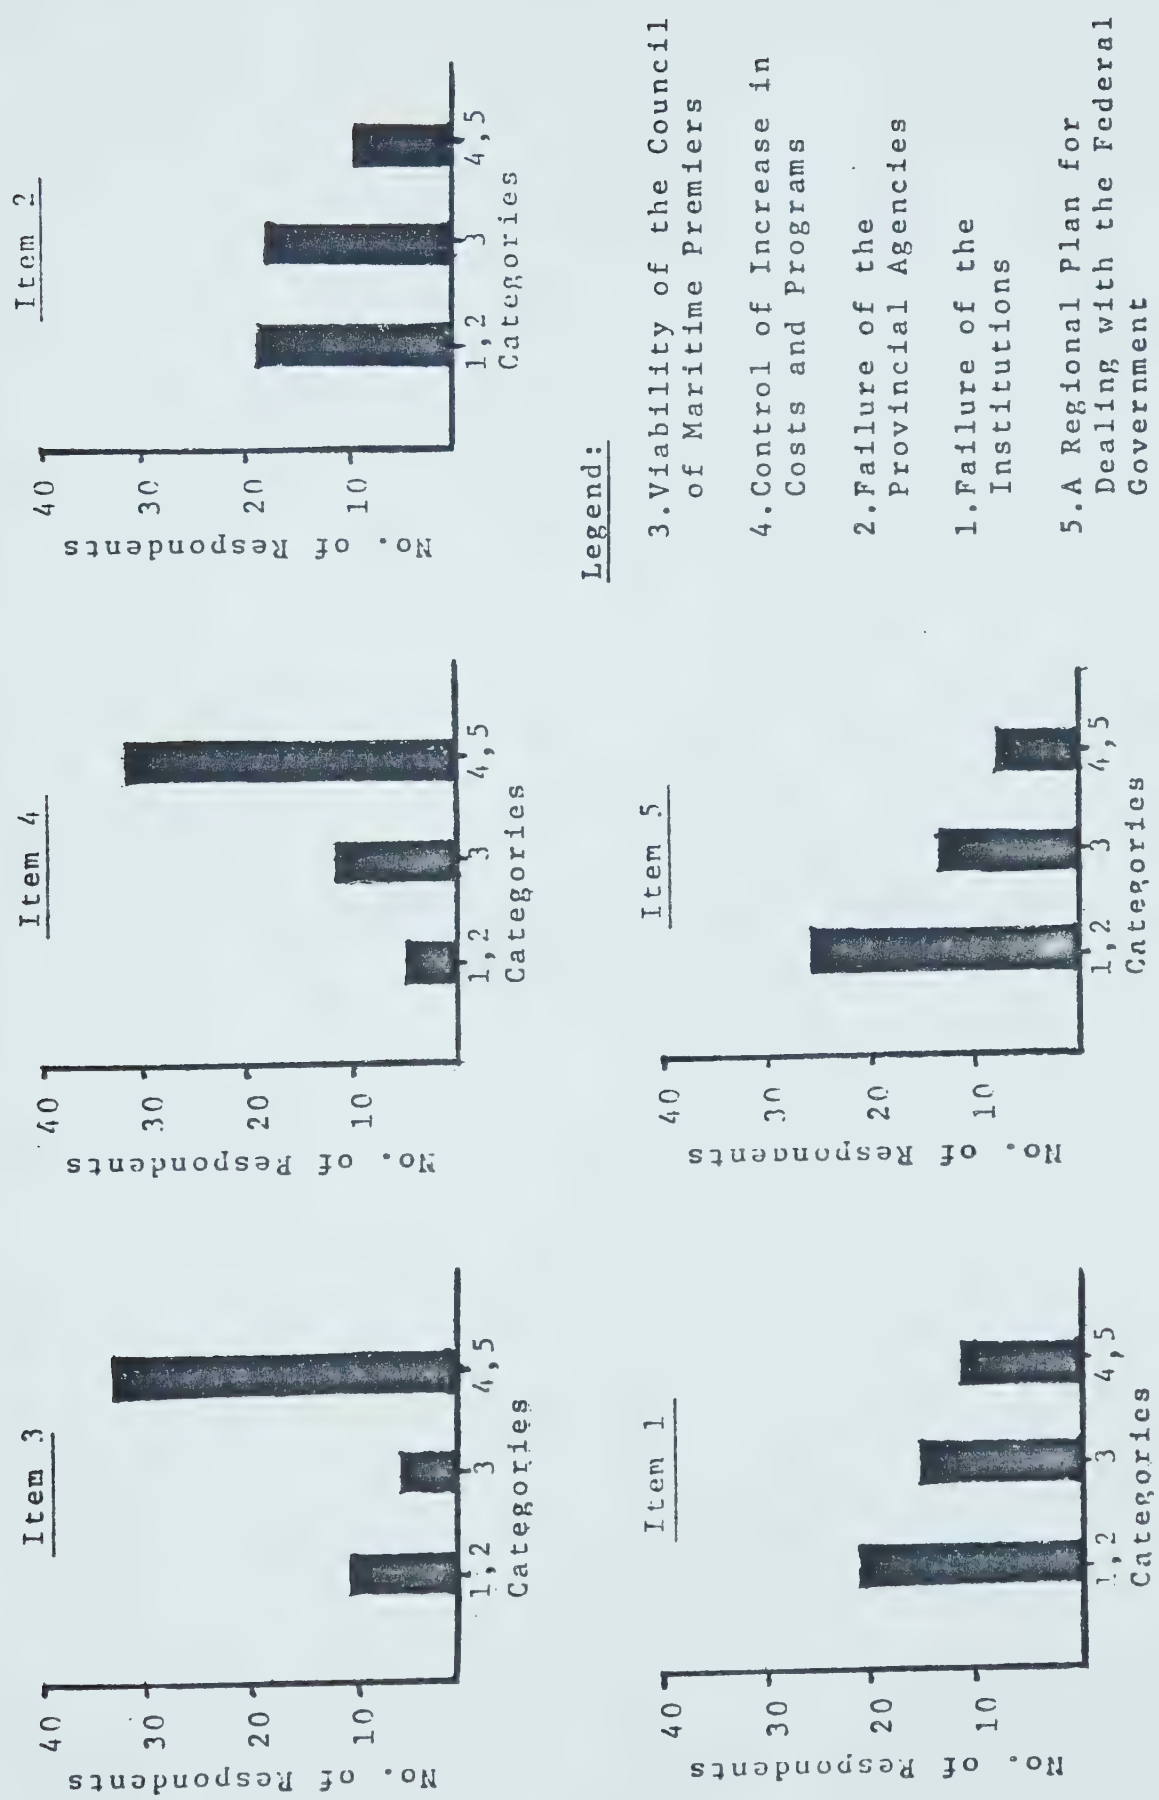 Item 3
No. of Respondents
40
30
20
10
1,2
3
4,5
Categories
Item 4
No. of Respondents
40
30
20
10
1,2
3
4,5
Categories
Item 2
No. of Respondents
40
30
20
10
1,2
3
4,5
Categories
Item 1
No. of Respondents
40
30
20
10
1,2
3
4,5
Categories
Item 5
No. of Respondents
40
30
20
10
1,2
3
4,5
Categories
Legend:
3.Viability of the Council
of Maritime Premiers
4.Control of Increase in
Costs and Programs
2.Failure of the
Provincial Agencies
1.Failure of the
Institutions
5.A Regional Plan for
Dealing with the Federal
Government